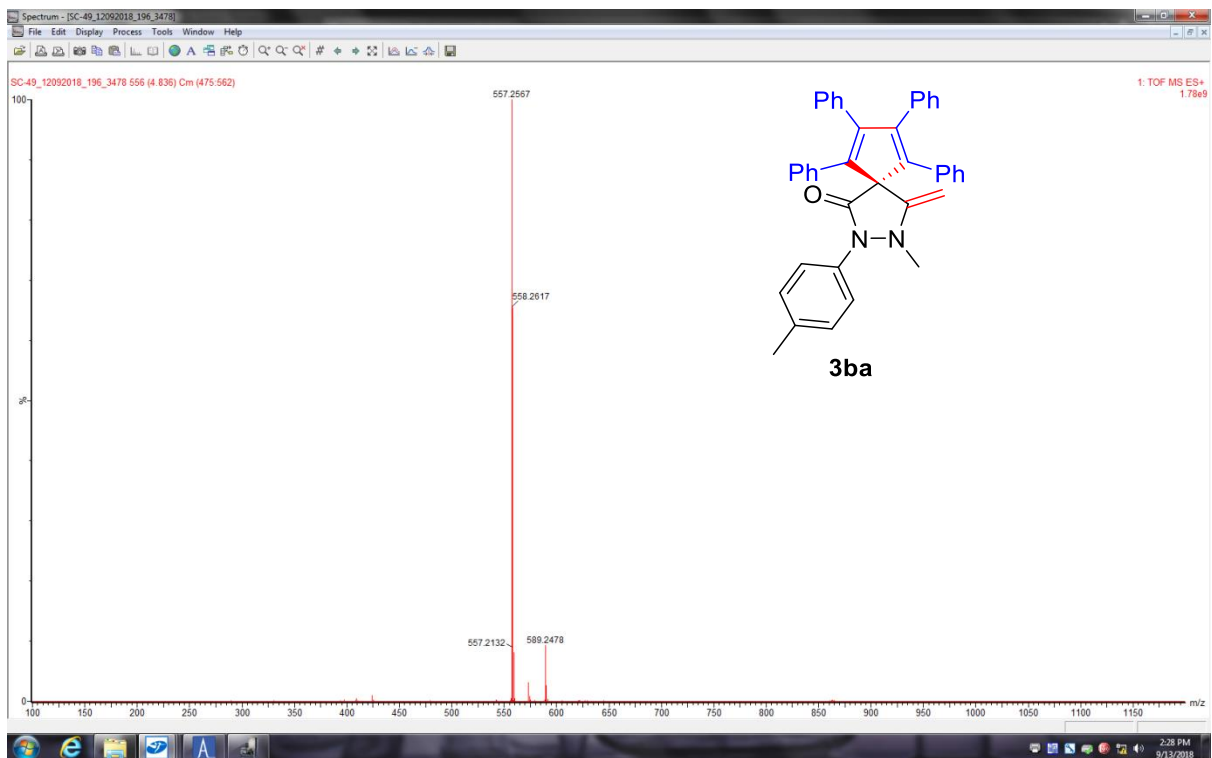 Spectrum - [SC-49_12092018_196_3478]
File Edit Display Process Tools Window Help
SC-49_12092018_196_3478 556 (4.836) Cm (475:562)
1: TOF MS ES+
1.78e9
100
%
0
557.2567
558.2617
557.2132
589.2478
100 150 200 250 300 350 400 450 500 550 600 650 700 750 800 850 900 950 1000 1050 1100 1150
m/z
Ph Ph
Ph Ph
O
N N
3ba
2:28 PM
9/13/2018